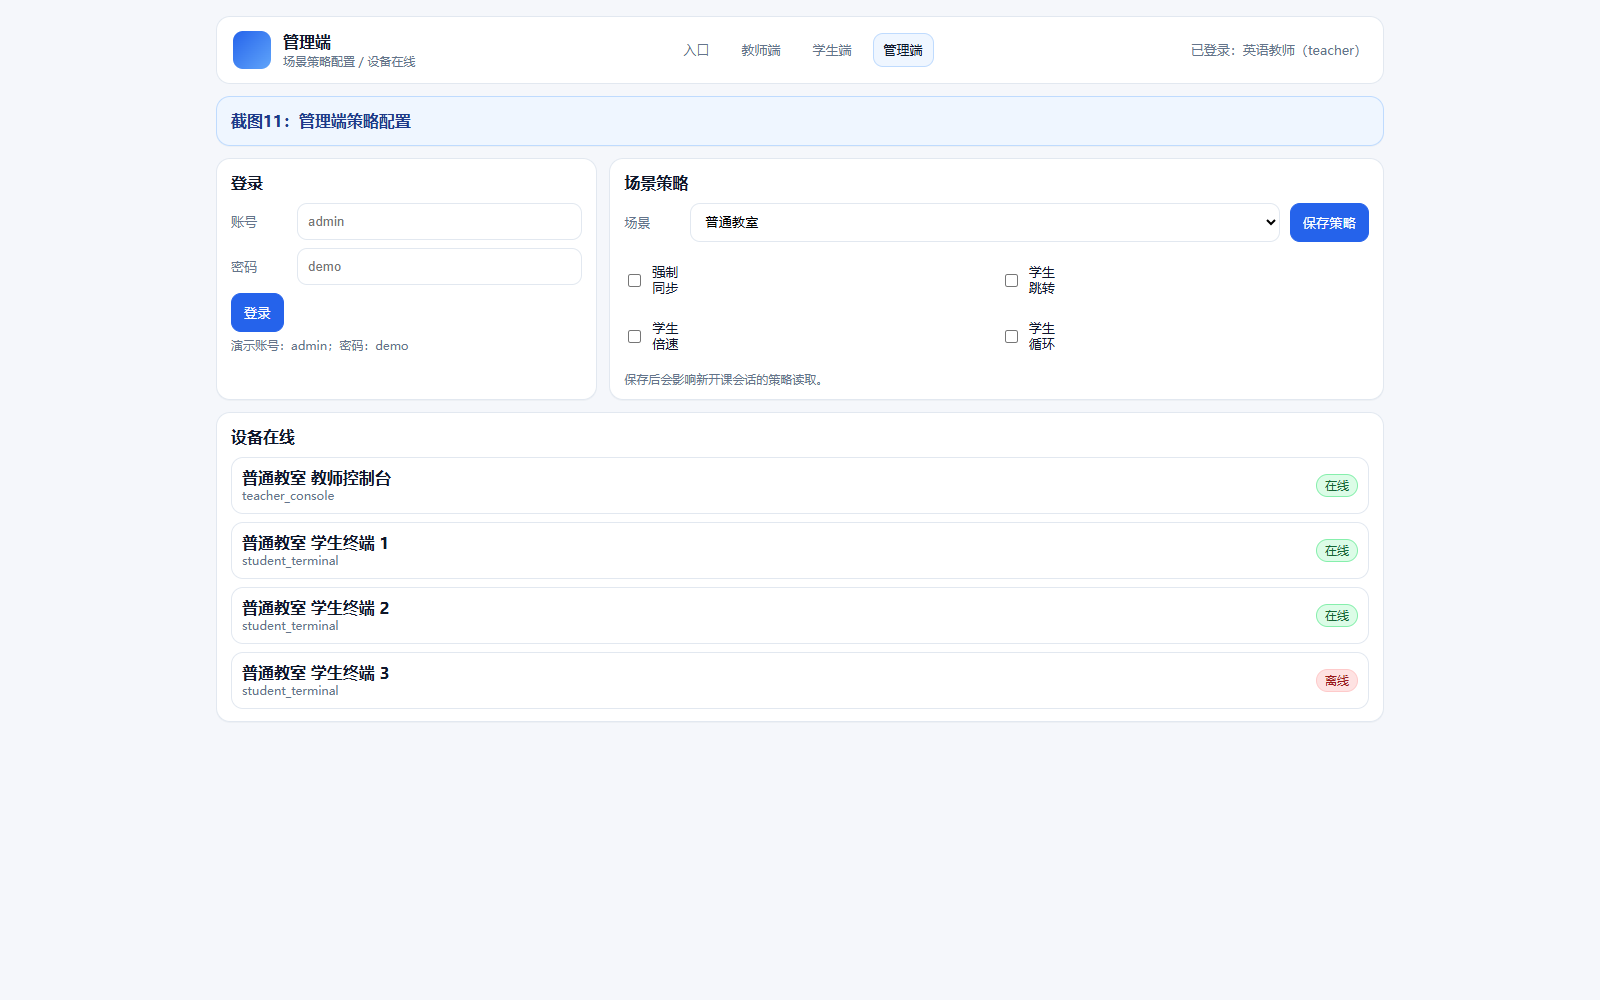 管理端
场景策略配置 / 设备在线
入口
教师端
学生端
管理端
已登录：英语教师（teacher）
截图11：管理端策略配置
登录
账号
admin
密码
demo
登录
演示账号：admin；密码：demo
场景策略
场景
普通教室
保存策略
强制
同步
学生
跳转
学生
倍速
学生
循环
保存后会影响新开课会话的策略读取。
设备在线
普通教室 教师控制台
teacher_console
在线
普通教室 学生终端 1
student_terminal
在线
普通教室 学生终端 2
student_terminal
在线
普通教室 学生终端 3
student_terminal
离线